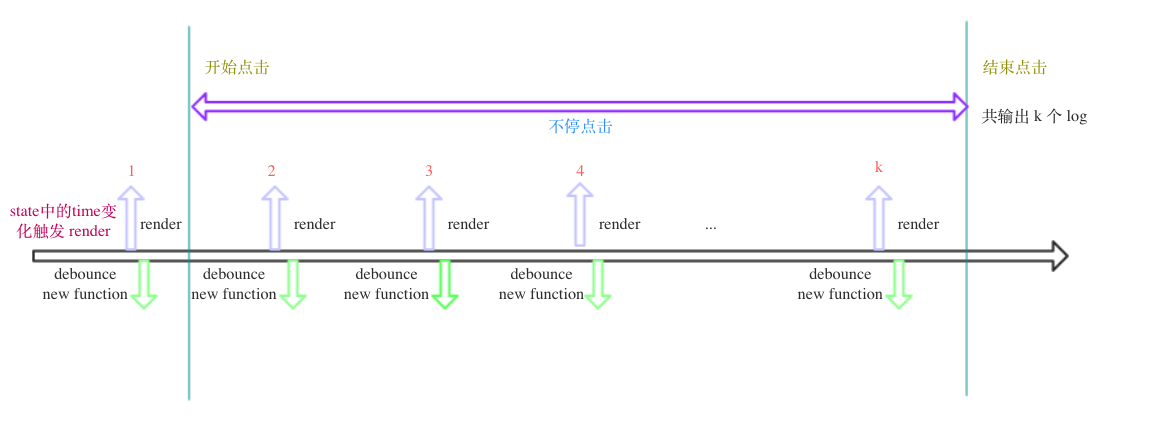 开始点击
结束点击
不停点击
共输出 k 个 log
1
2
3
4
k
state中的time变
化触发 render
render
render
render
render
...
render
debounce
new function
debounce
new function
debounce
new function
debounce
new function
debounce
new function